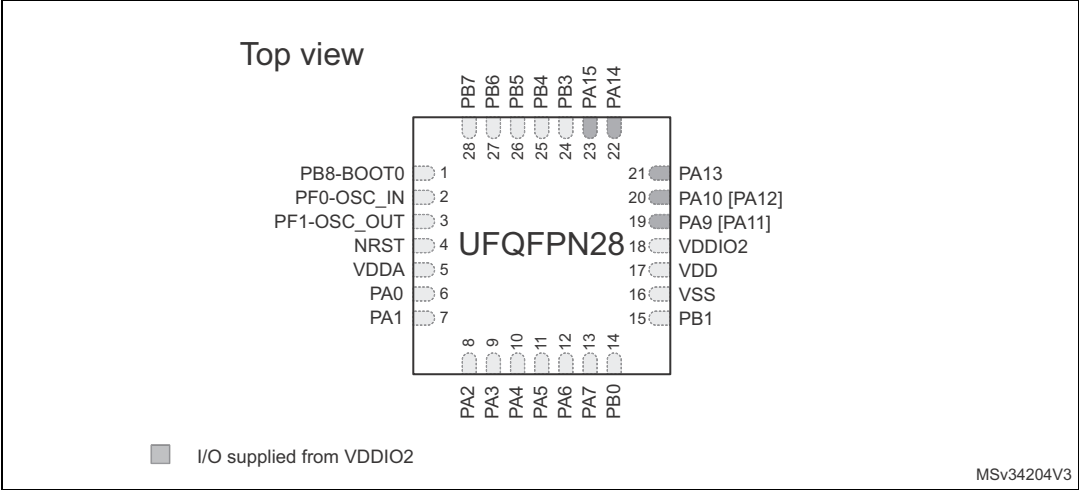 Top view
PB7
PB6
PB5
PB4
PB3
PA15
PA14
28
27
26
25
24
23
22
PB8-BOOT0 1
PF0-OSC_IN 2
PF1-OSC_OUT 3
NRST 4
VDDA 5
PA0 6
PA1 7
UFQFPN28
21 PA13
20 PA10 [PA12]
19 PA9 [PA11]
18 VDDIO2
17 VDD
16 VSS
15 PB1
8
9
10
11
12
13
14
PA2
PA3
PA4
PA5
PA6
PA7
PB0
I/O supplied from VDDIO2
MSv34204V3